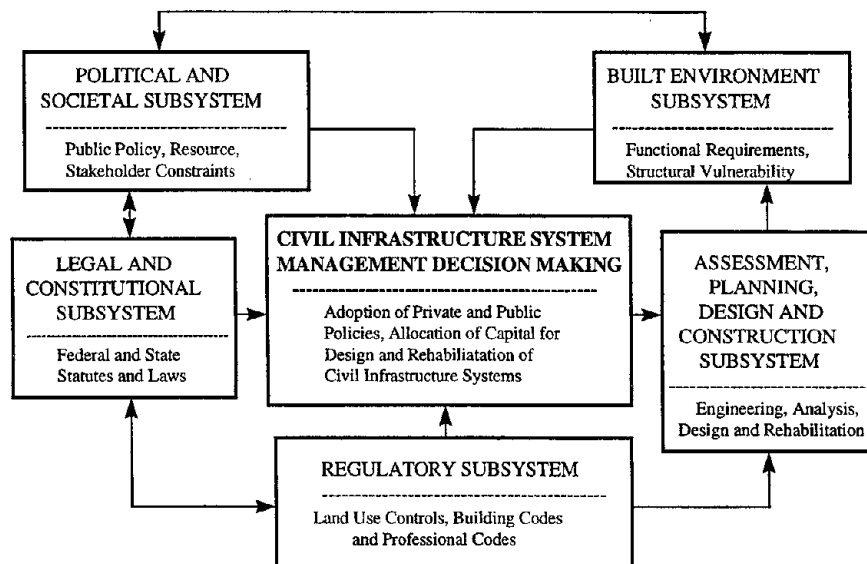 POLITICAL AND
SOCIETAL SUBSYSTEM
Public Policy, Resource,
Stakeholder Constraints
BUILT ENVIRONMENT
SUBSYSTEM
Functional Requirements,
Structural Vulnerability
LEGAL AND
CONSTITUTIONAL
SUBSYSTEM
Federal and State
Statutes and Laws
CIVIL INFRASTRUCTURE SYSTEM
MANAGEMENT DECISION MAKING
Adoption of Private and Public
Policies, Allocation of Capital for
Design and Rehabiliatation of
Civil Infrastructure Systems
ASSESSMENT,
PLANNING,
DESIGN AND
CONSTRUCTION
SUBSYSTEM
Engineering, Analysis,
Design and Rehabilitation
REGULATORY SUBSYSTEM
Land Use Controls, Building Codes
and Professional Codes